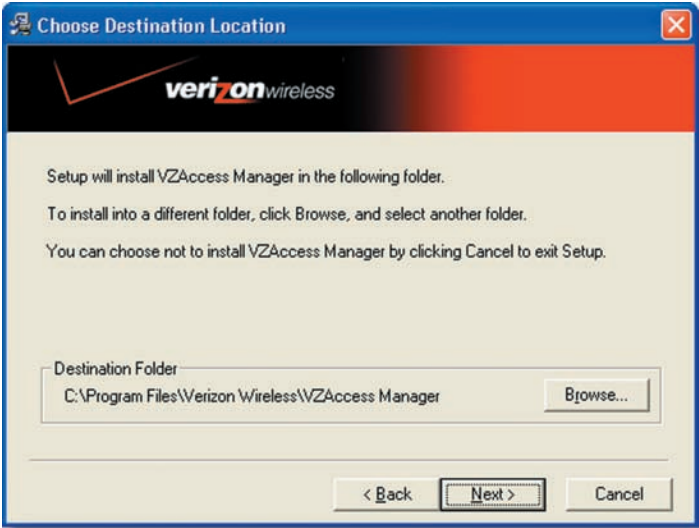 Choose Destination Location
verizonwireless
Setup will install VZAccess Manager in the following folder.
To install into a different folder, click Browse, and select another folder.
You can choose not to install VZAccess Manager by clicking Cancel to exit Setup.
Destination Folder
C:\Program Files\Verizon Wireless\VZAccess Manager
Browse...
< Back
Next >
Cancel